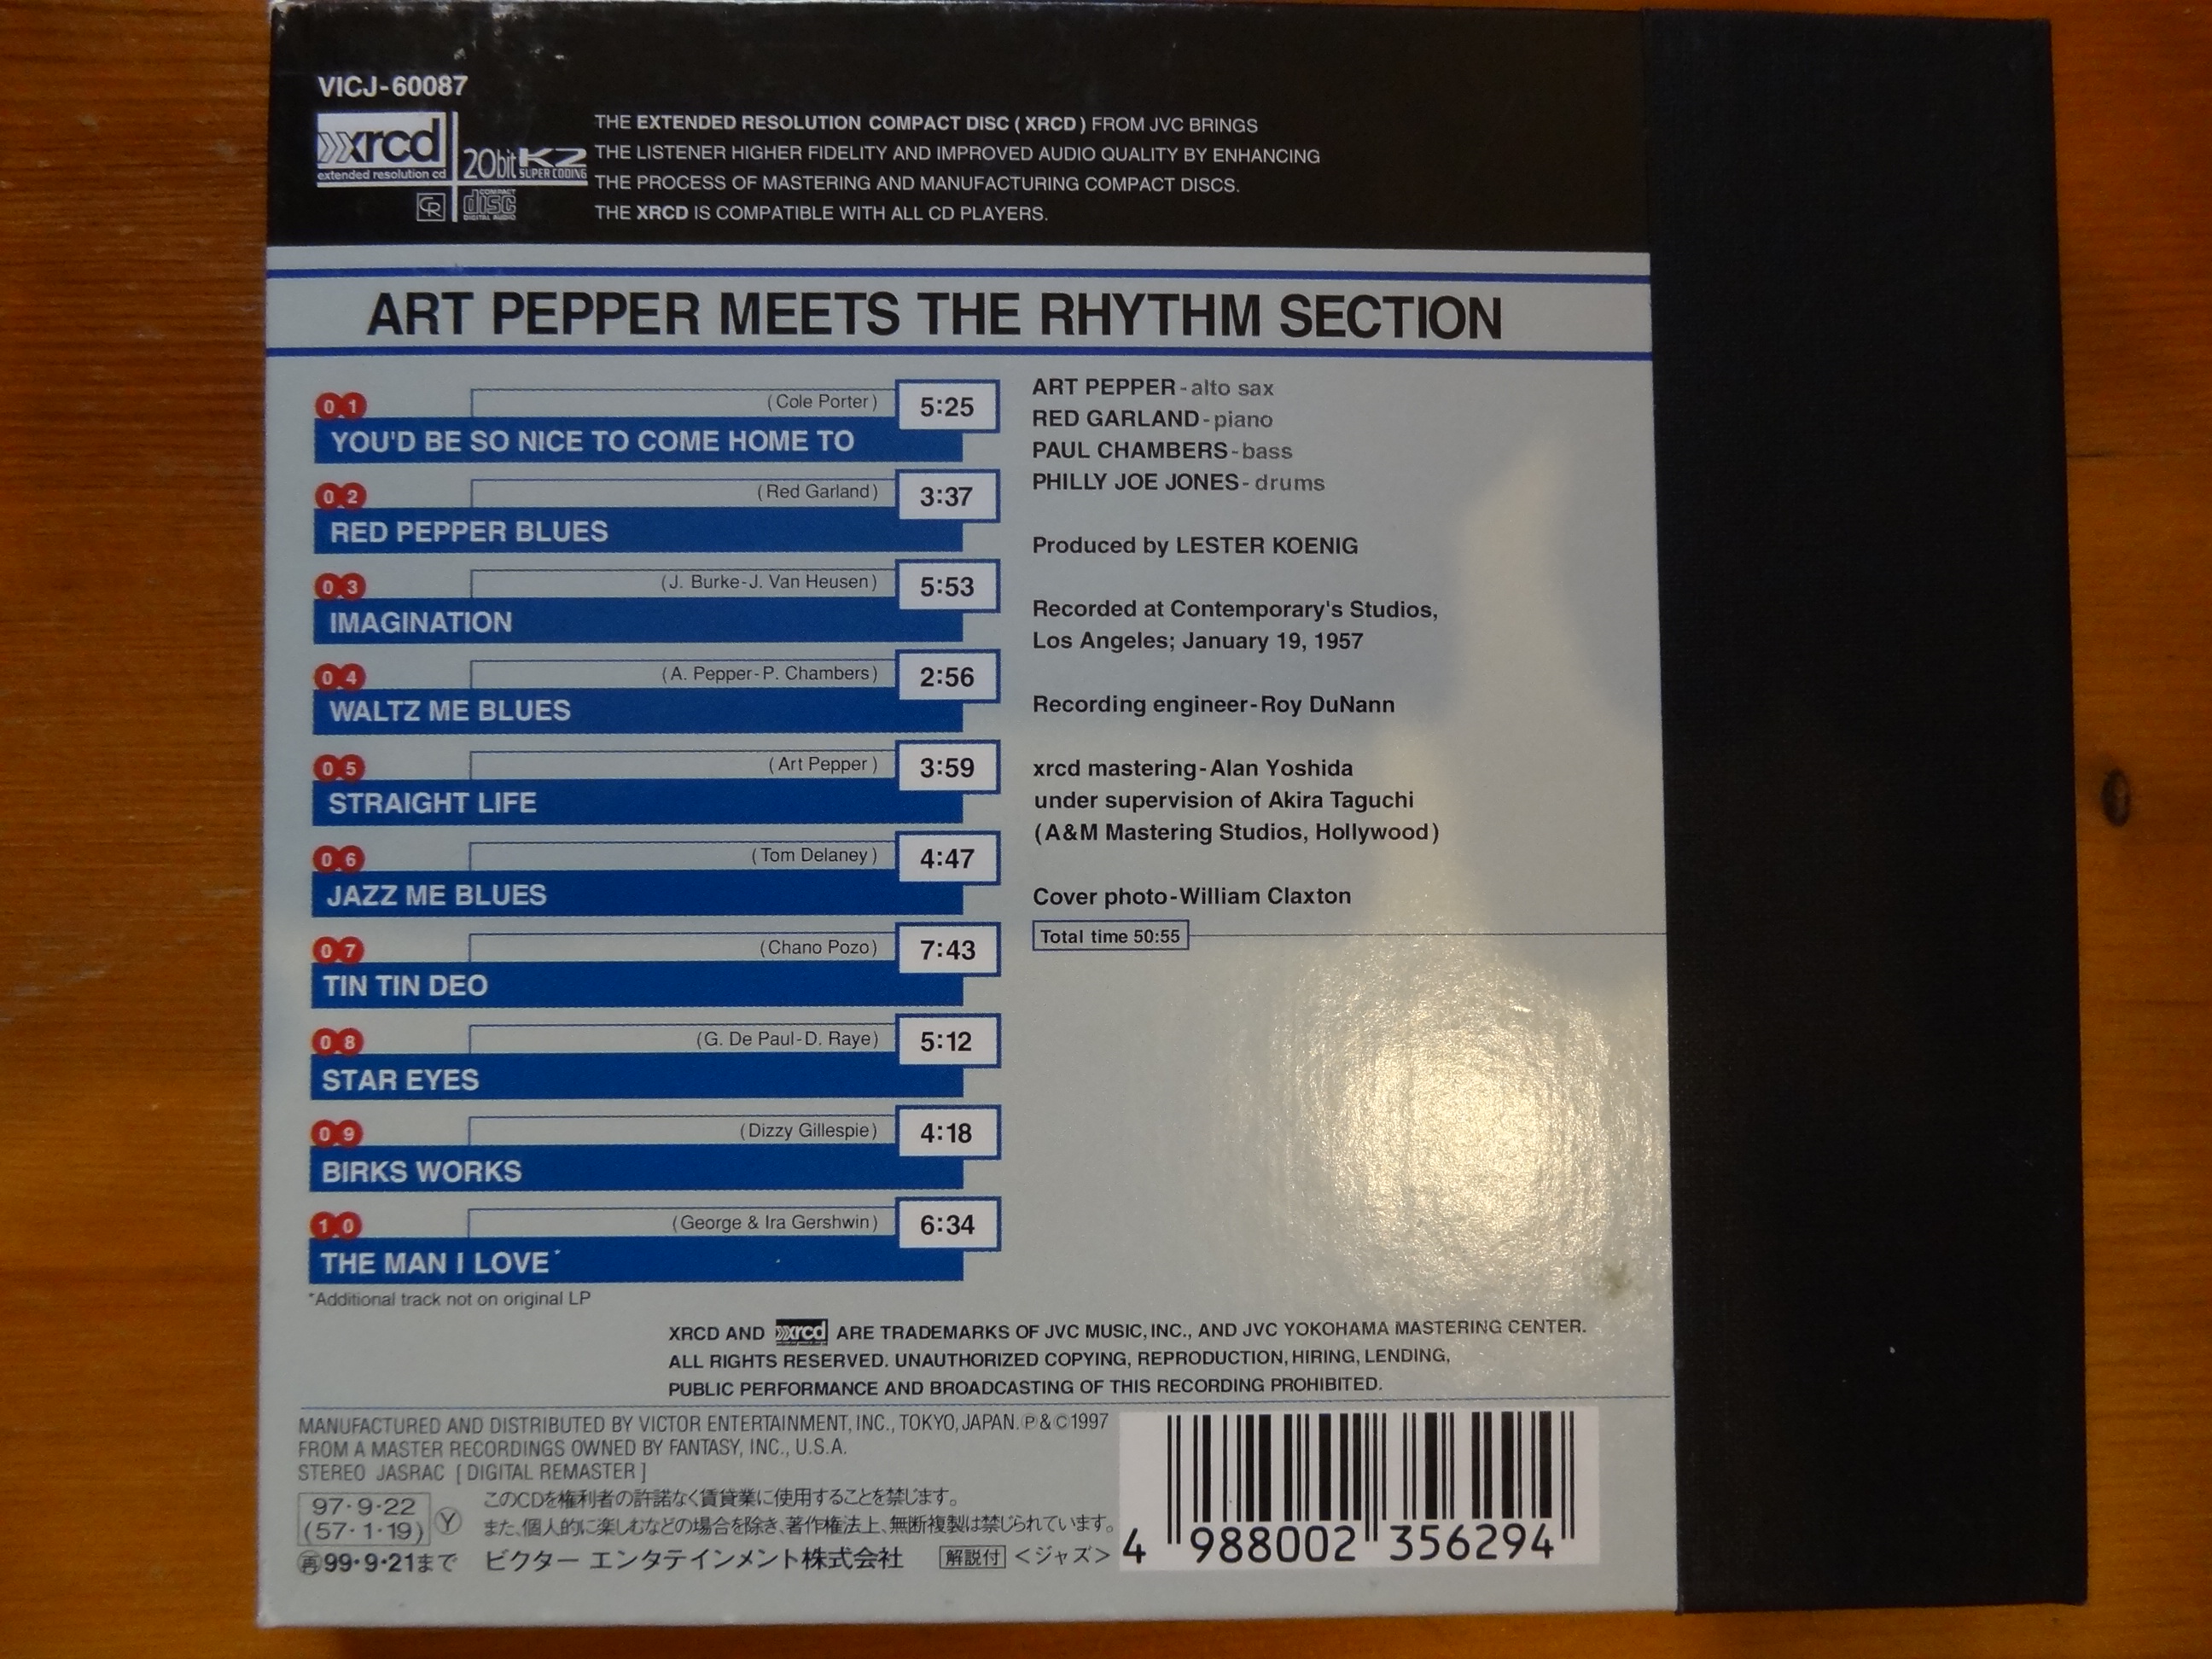 VICJ-60087
xrcd
extended resolution cd
20bit K2
SUPER CODING
COMPACT
disc
DIGITAL AUDIO
THE EXTENDED RESOLUTION COMPACT DISC (XRCD) FROM JVC BRINGS
THE LISTENER HIGHER FIDELITY AND IMPROVED AUDIO QUALITY BY ENHANCING
THE PROCESS OF MASTERING AND MANUFACTURING COMPACT DISCS.
THE XRCD IS COMPATIBLE WITH ALL CD PLAYERS.
ART PEPPER MEETS THE RHYTHM SECTION
01 (Cole Porter) 5:25
YOU'D BE SO NICE TO COME HOME TO
02 (Red Garland) 3:37
RED PEPPER BLUES
03 (J. Burke-J. Van Heusen) 5:53
IMAGINATION
04 (A. Pepper-P. Chambers) 2:56
WALTZ ME BLUES
05 (Art Pepper) 3:59
STRAIGHT LIFE
06 (Tom Delaney) 4:47
JAZZ ME BLUES
07 (Chano Pozo) 7:43
TIN TIN DEO
08 (G. De Paul-D. Raye) 5:12
STAR EYES
09 (Dizzy Gillespie) 4:18
BIRKS WORKS
10 (George & Ira Gershwin) 6:34
THE MAN I LOVE*
*Additional track not on original LP
ART PEPPER-alto sax
RED GARLAND-piano
PAUL CHAMBERS-bass
PHILLY JOE JONES-drums
Produced by LESTER KOENIG
Recorded at Contemporary's Studios,
Los Angeles; January 19, 1957
Recording engineer-Roy DuNann
xrcd mastering-Alan Yoshida
under supervision of Akira Taguchi
(A&M Mastering Studios, Hollywood)
Cover photo-William Claxton
Total time 50:55
XRCD AND xrcd ARE TRADEMARKS OF JVC MUSIC, INC., AND JVC YOKOHAMA MASTERING CENTER.
ALL RIGHTS RESERVED. UNAUTHORIZED COPYING, REPRODUCTION, HIRING, LENDING,
PUBLIC PERFORMANCE AND BROADCASTING OF THIS RECORDING PROHIBITED.
MANUFACTURED AND DISTRIBUTED BY VICTOR ENTERTAINMENT, INC., TOKYO, JAPAN. Ⓟ&©1997
FROM A MASTER RECORDINGS OWNED BY FANTASY, INC., U.S.A.
STEREO JASRAC [DIGITAL REMASTER]
97・9・22
(57・1・19) Ⓨ
このCDを権利者の許諾なく賃貸業に使用することを禁じます。
また、個人的に楽しむなどの場合を除き、著作権法上、無断複製は禁じられています。
再99・9・21まで ビクター エンタテインメント株式会社 解説付 <ジャズ>
4 988002 356294